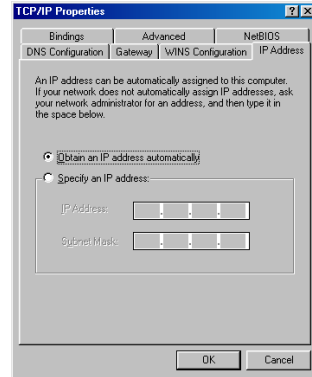 TCP/IP Properties
Bindings Advanced NetBIOS
DNS Configuration Gateway WINS Configuration IP Address
An IP address can be automatically assigned to this computer.
If your network does not automatically assign IP addresses, ask
your network administrator for an address, and then type it in
the space below.
Obtain an IP address automatically
Specify an IP address:
IP Address:
Subnet Mask:
OK Cancel